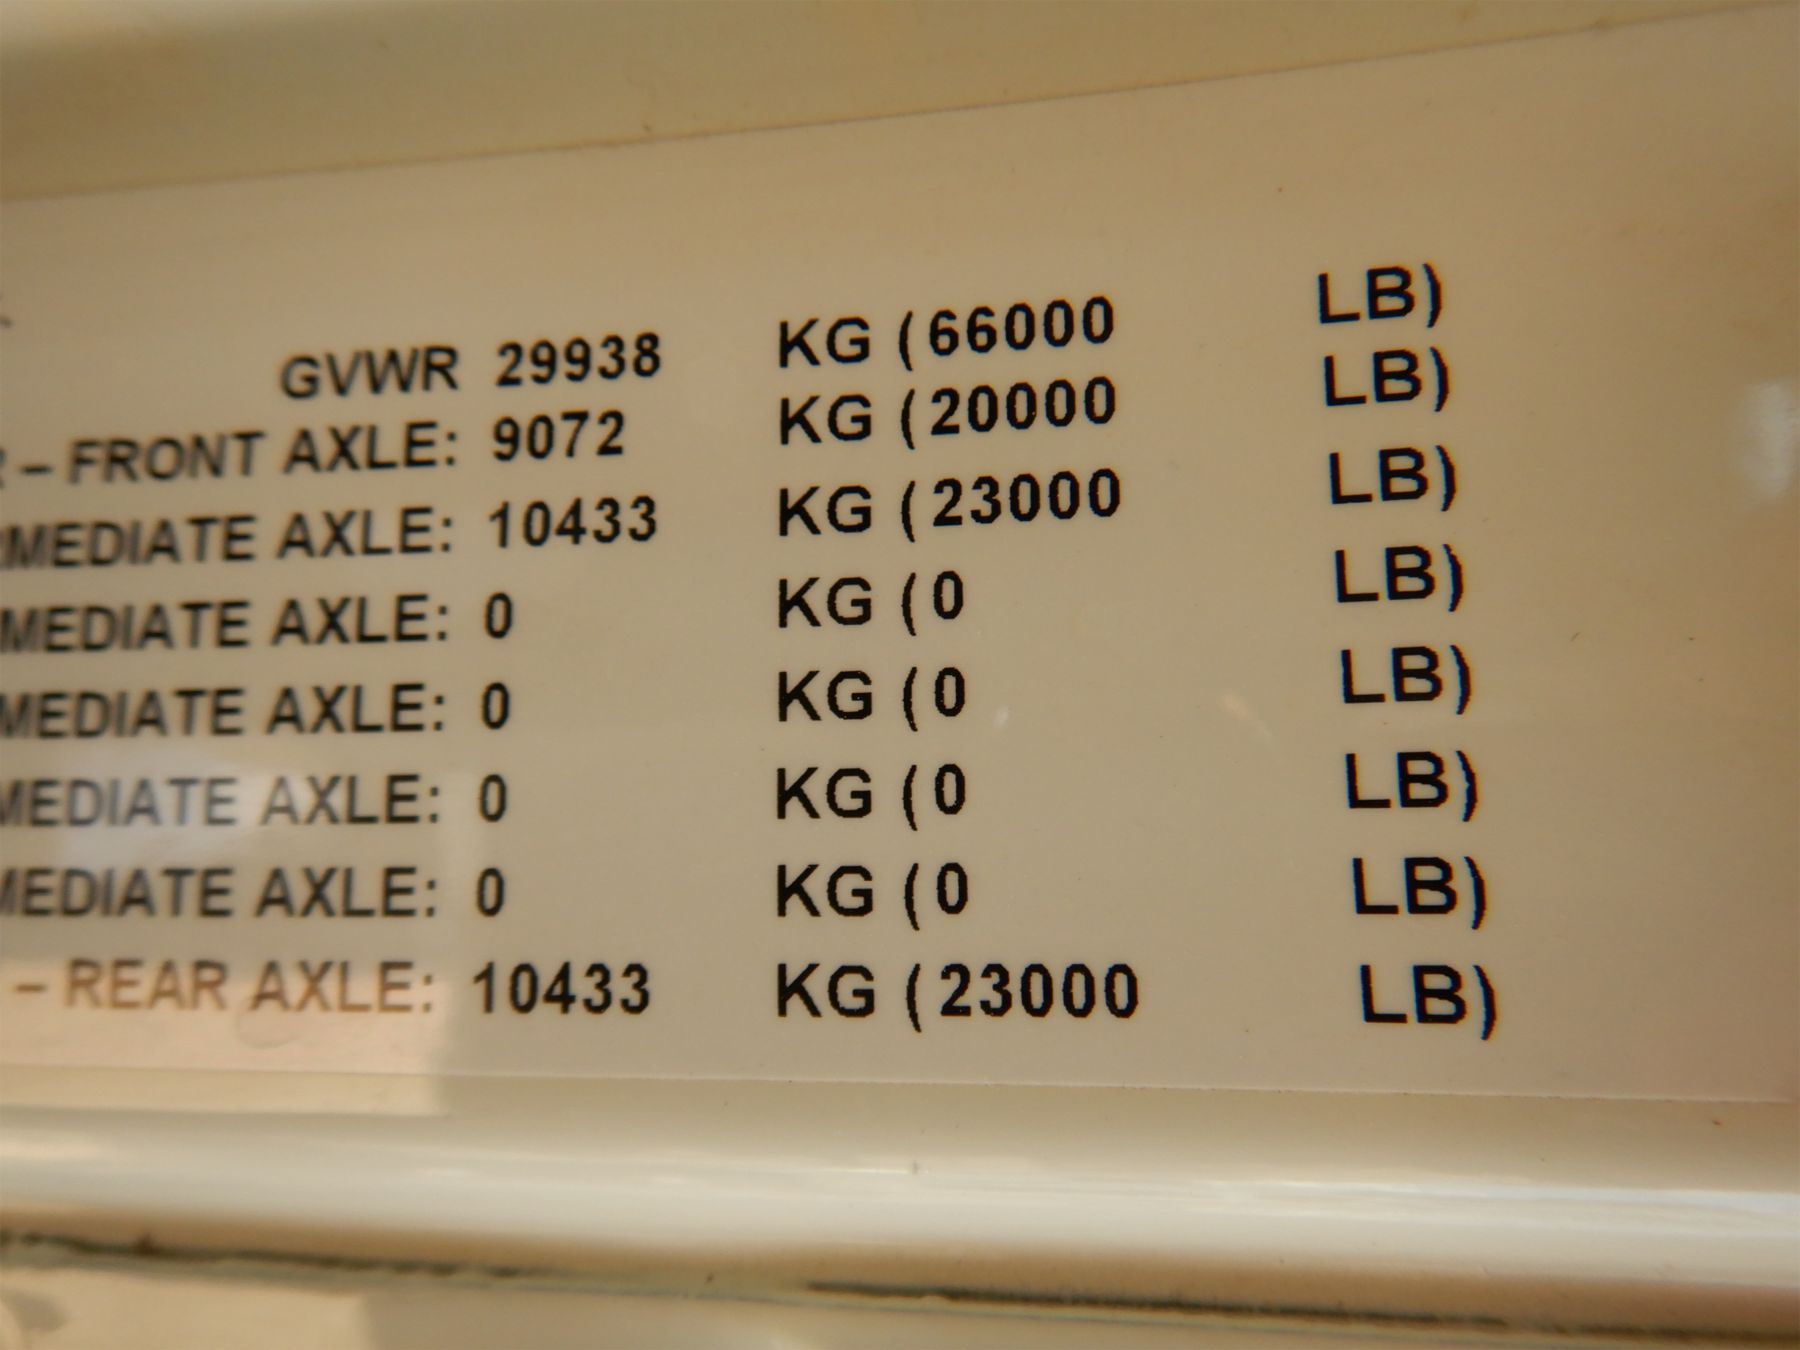 GVWR 29938 KG (66000 LB)
– FRONT AXLE: 9072 KG (20000 LB)
RMEDIATE AXLE: 10433 KG (23000 LB)
MEDIATE AXLE: 0 KG (0 LB)
MEDIATE AXLE: 0 KG (0 LB)
MEDIATE AXLE: 0 KG (0 LB)
MEDIATE AXLE: 0 KG (0 LB)
– REAR AXLE: 10433 KG (23000 LB)